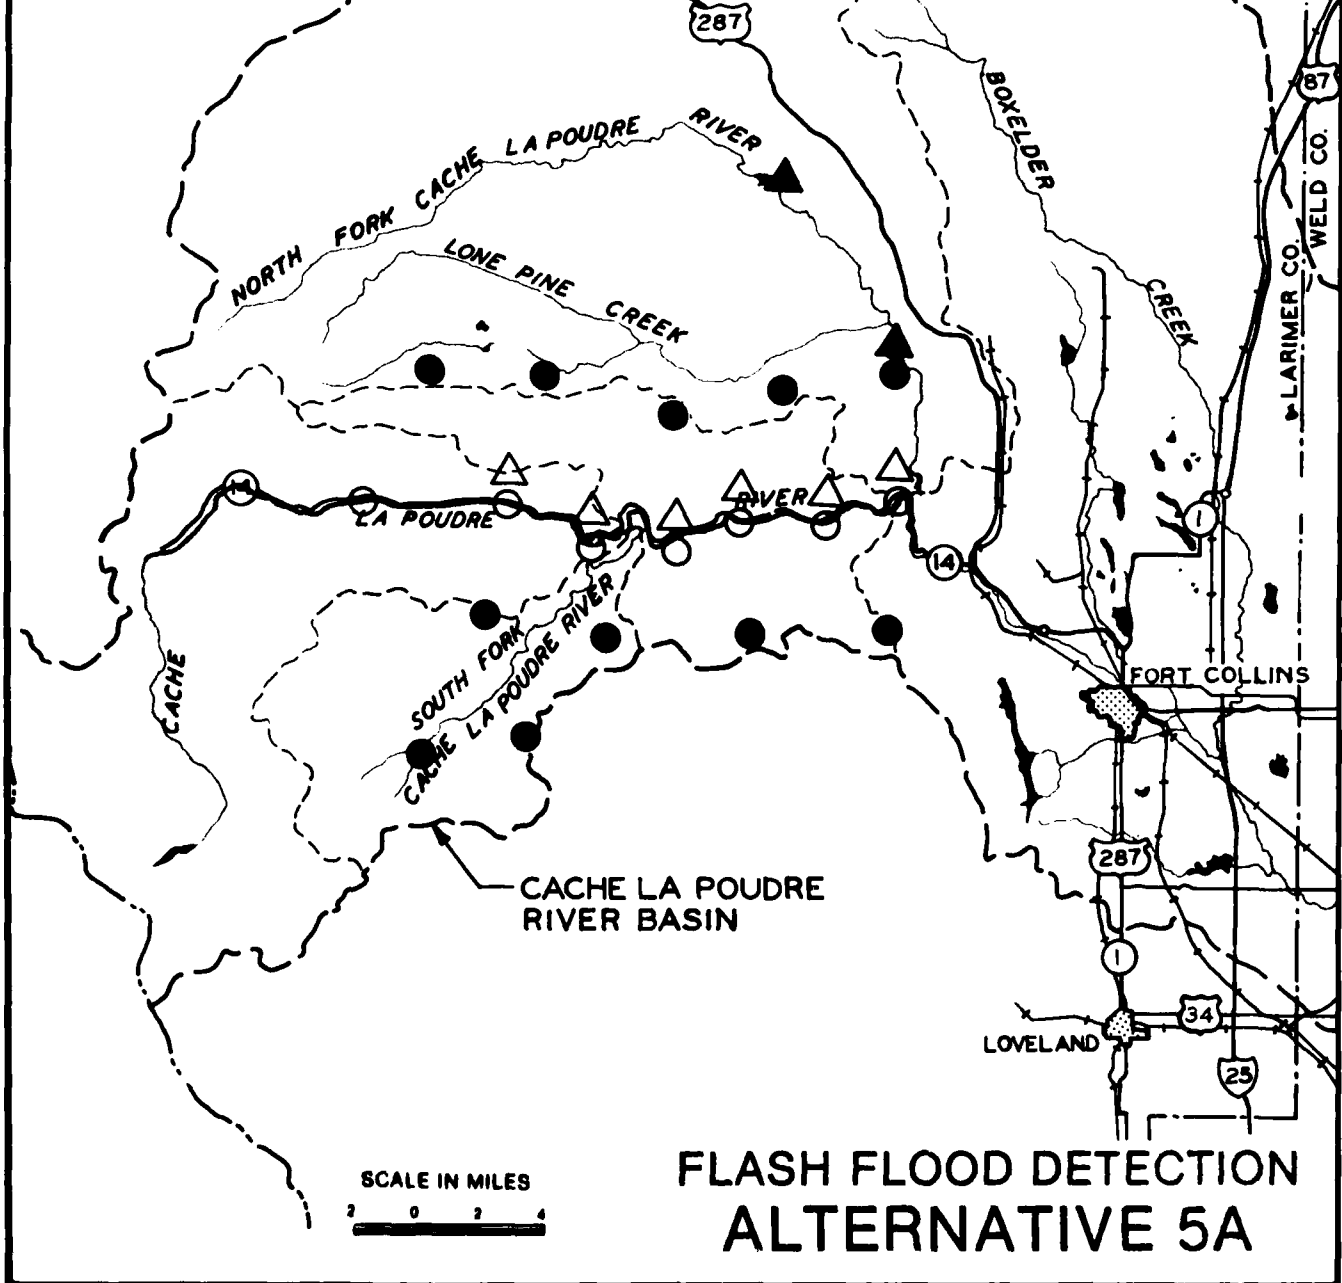 287
87
BOXELDER
CREEK
WELD CO.
LARIMER CO.
NORTH FORK CACHE LA POUDRE RIVER
LONE PINE CREEK
14
LA POUDRE
RIVER
1
14
CACHE
SOUTH FORK
CACHE LA POUDRE RIVER
FORT COLLINS
287
CACHE LA POUDRE
RIVER BASIN
1
34
LOVELAND
25
SCALE IN MILES
2 0 2 4
FLASH FLOOD DETECTION
ALTERNATIVE 5A